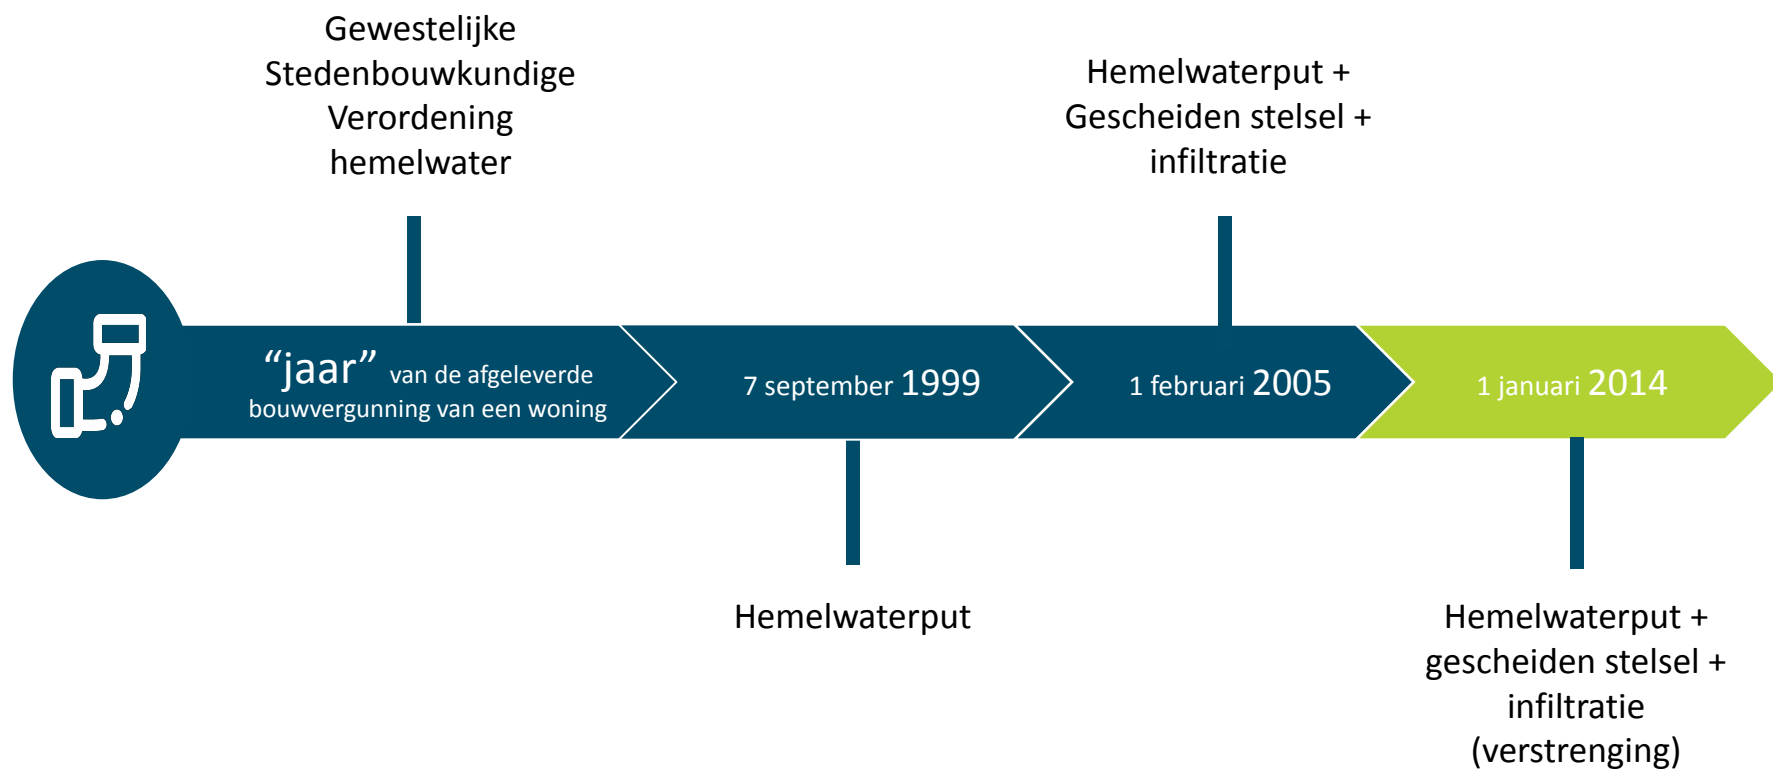 Gewestelijke
Stedenbouwkundige
Verordening
hemelwater
Hemelwaterput +
Gescheiden stelsel +
infiltratie
“jaar” van de afgeleverde
bouwvergunning van een woning
7 september 1999
1 februari 2005
1 januari 2014
Hemelwaterput
Hemelwaterput +
gescheiden stelsel +
infiltratie
(verstrenging)